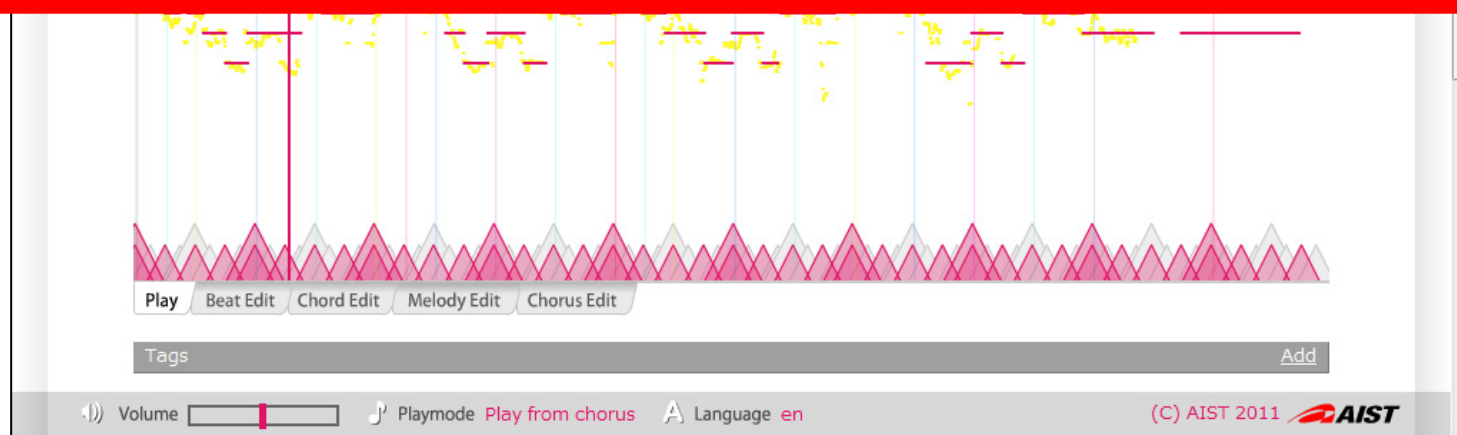 Play Beat Edit Chord Edit Melody Edit Chorus Edit
Tags Add
Volume Playmode Play from chorus A Language en (C) AIST 2011 AIST